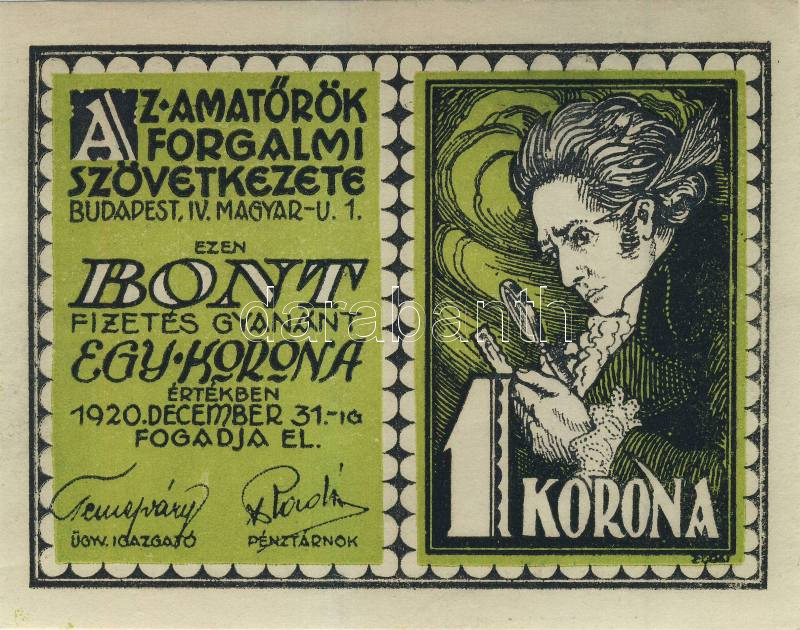 AZ·AMATŐRÖK
FORGALMI
SZÖVETKEZETE
BUDAPEST, IV. MAGYAR-U. 1.
EZEN
BONT
FIZETÉS GYANÁNT
EGY·KORONA
ÉRTÉKBEN
1920. DECEMBER 31.-IG
FOGADJA EL.
ÜGYV. IGAZGATÓ
PÉNZTÁRNOK
1 KORONA
darabanth